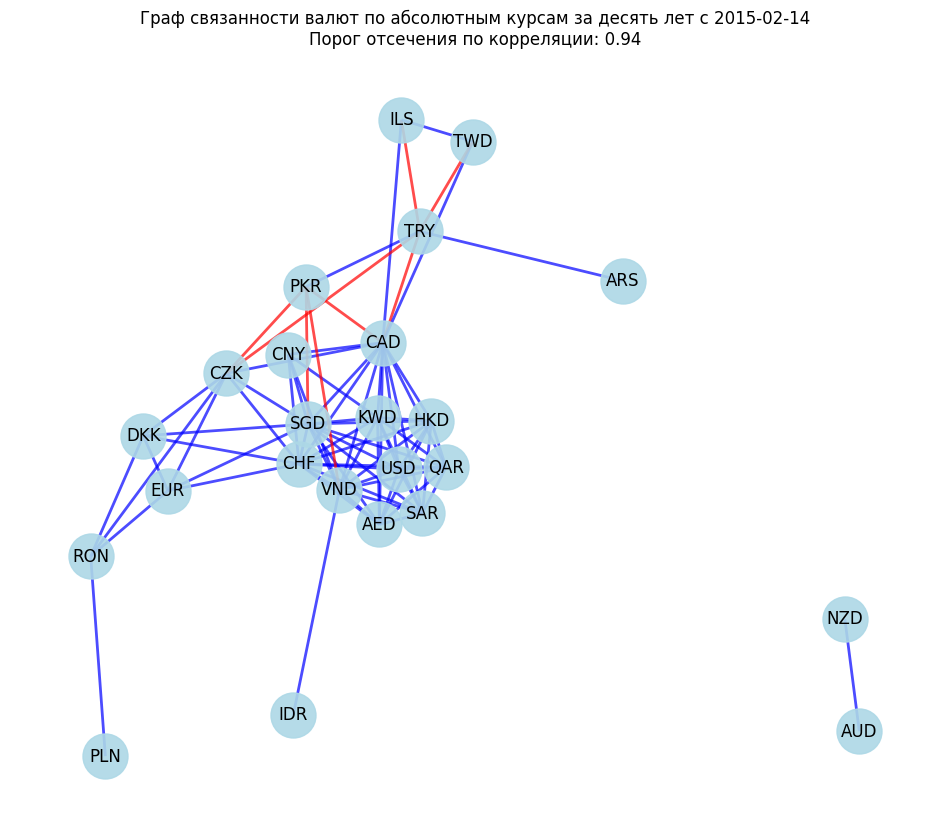 Граф связанности валют по абсолютным курсам за десять лет с 2015-02-14
Порог отсечения по корреляции: 0.94
ILS
TWD
TRY
ARS
PKR
CAD
CNY
CZK
KWD
HKD
SGD
DKK
CHF
USD
QAR
EUR
VND
SAR
AED
RON
NZD
IDR
AUD
PLN